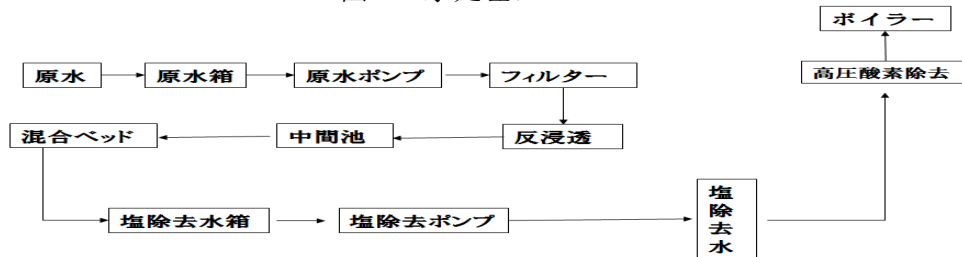 ボイラー
原水
原水箱
原水ポンプ
フィルター
高圧酸素除去
混合ベッド
中間池
反浸透
塩除去水箱
塩除去ポンプ
塩
除
去
水